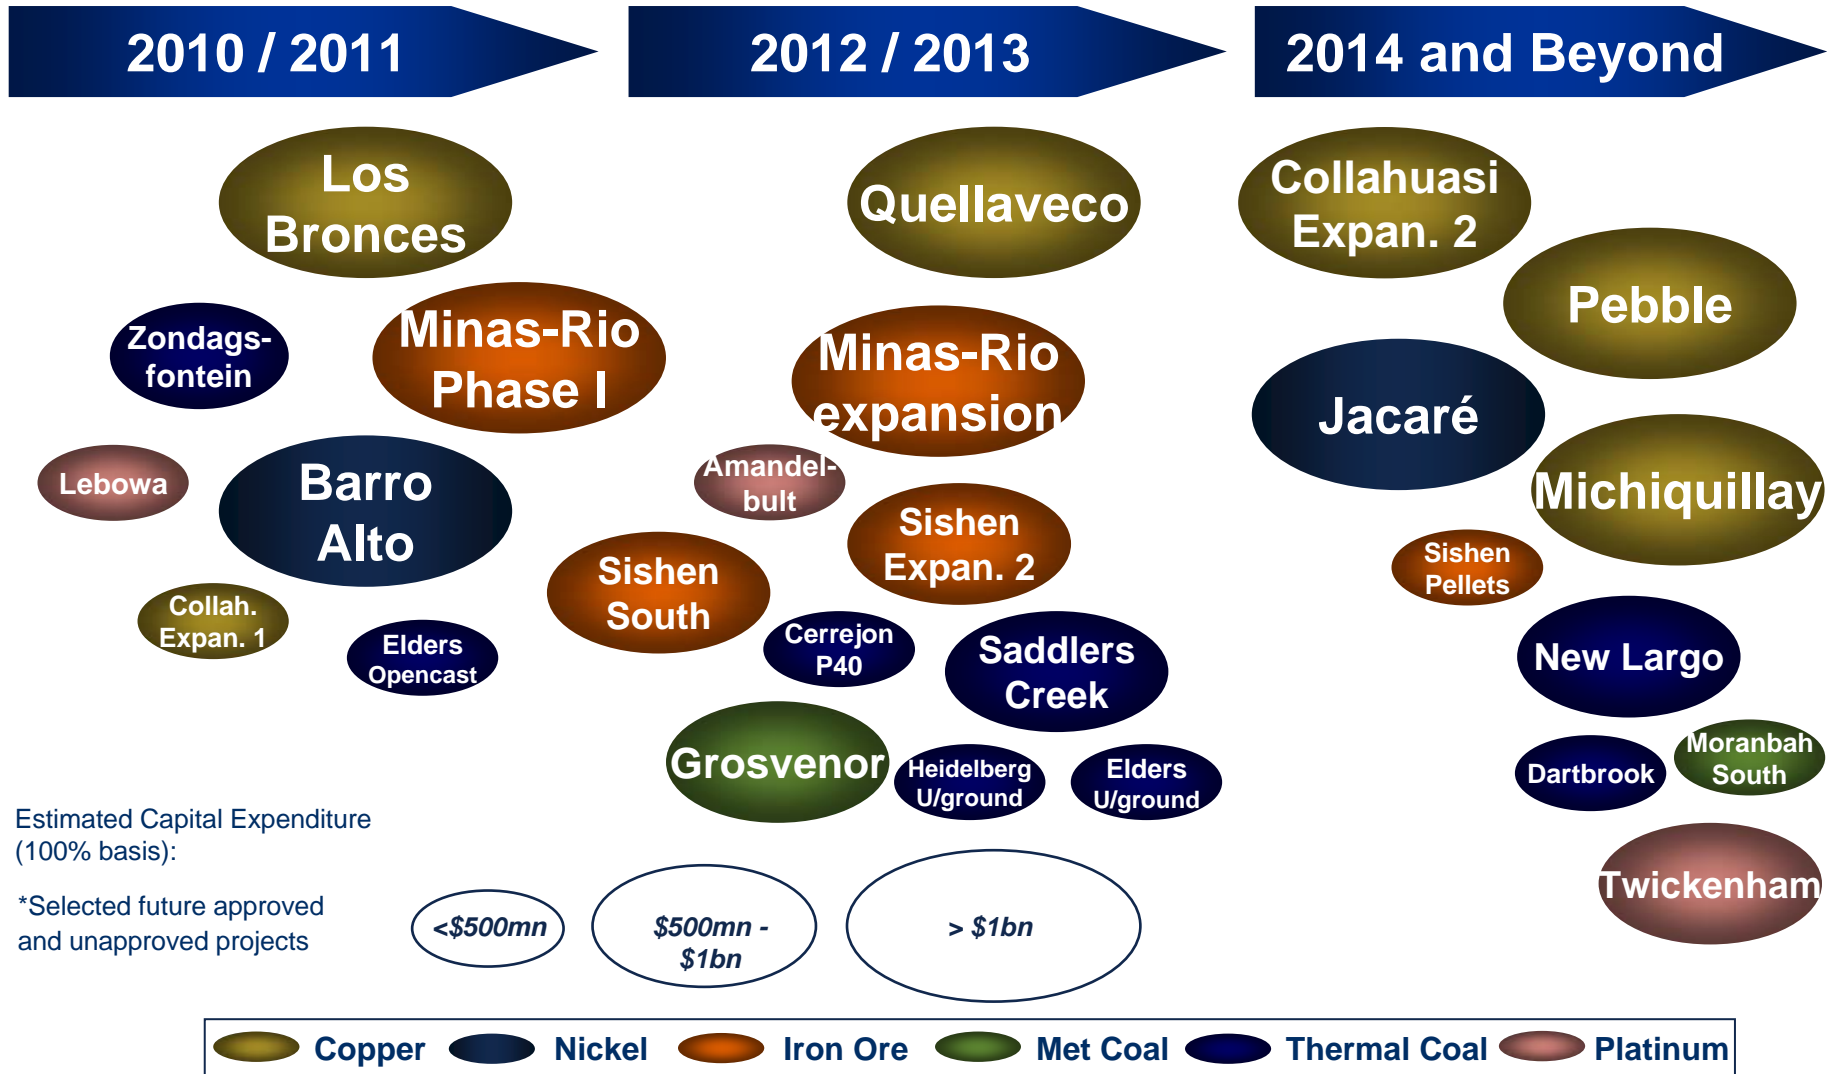 2010 / 2011
2012 / 2013
2014 and Beyond
Los
Bronces
Quellaveco
Collahuasi
Expan. 2
Pebble
Zondags-
fontein
Minas-Rio
Phase I
Minas-Rio
expansion
Jacaré
Lebowa
Barro
Alto
Amandel-
bult
Michiquillay
Sishen
South
Sishen
Expan. 2
Sishen
Pellets
Collah.
Expan. 1
Elders
Opencast
Cerrejon
P40
Saddlers
Creek
New Largo
Grosvenor
Heidelberg
U/ground
Elders
U/ground
Dartbrook
Moranbah
South
Twickenham
Estimated Capital Expenditure
(100% basis):
*Selected future approved
and unapproved projects
<$500mn
$500mn -
$1bn
> $1bn
Copper
Nickel
Iron Ore
Met Coal
Thermal Coal
Platinum